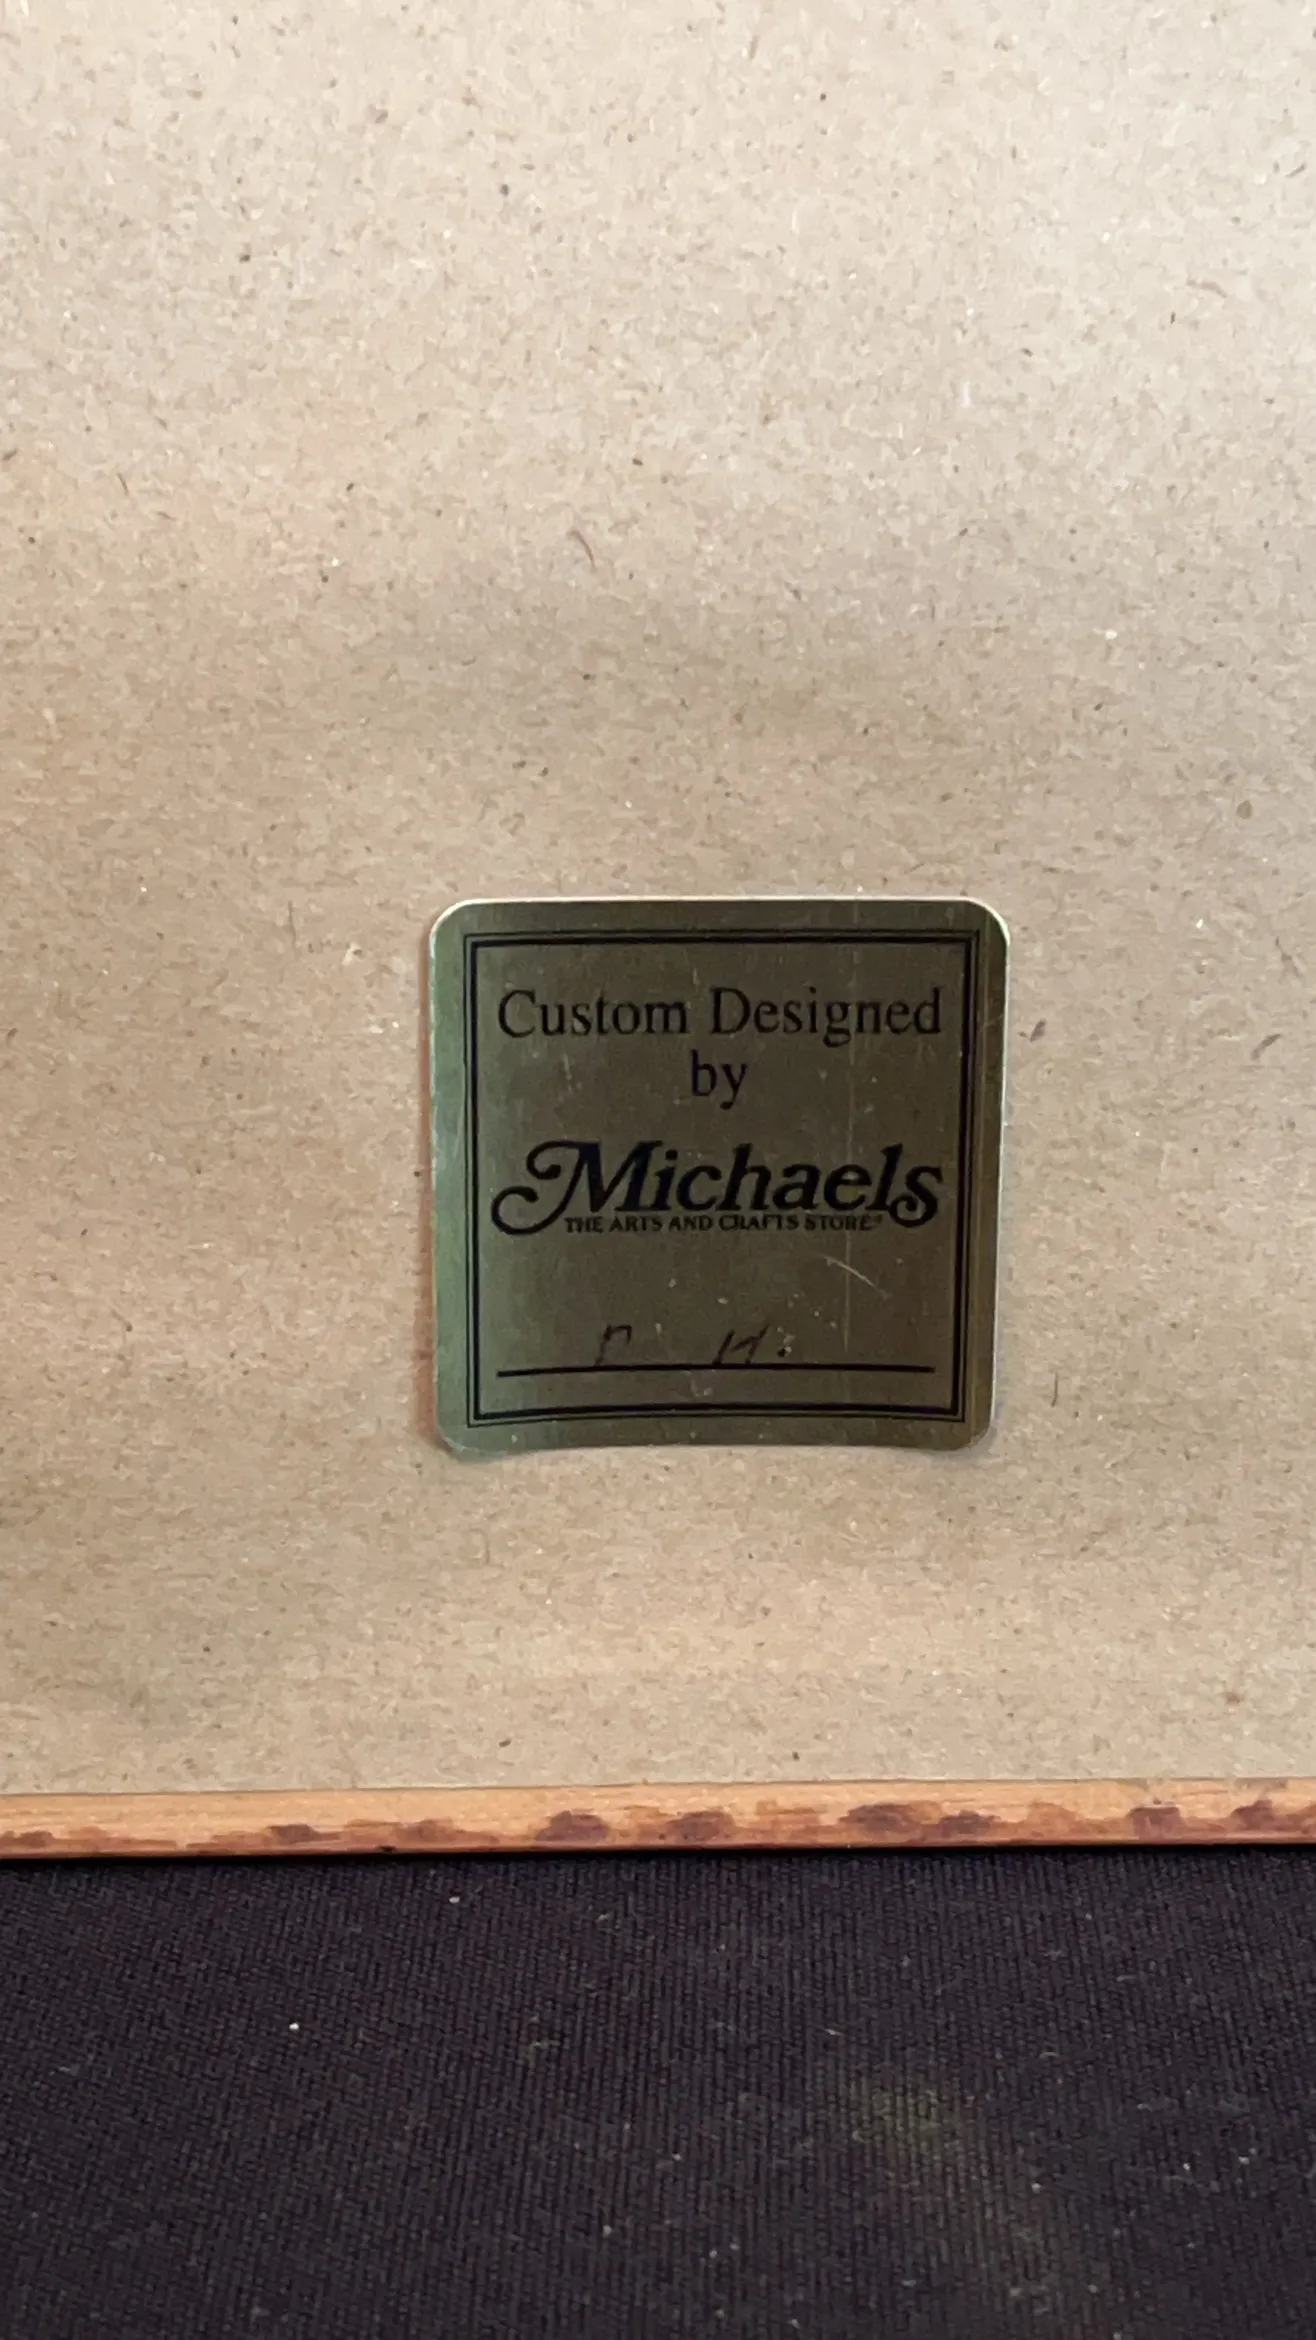 Custom Designed
by
Michaels
THE ARTS AND CRAFTS STORE®
H.